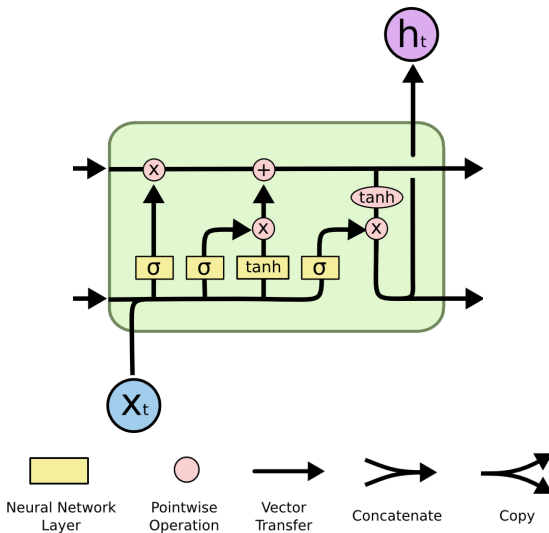 ht
x +
tanh
x x
σ σ tanh σ
Xt
Neural Network
Layer
Pointwise
Operation
Vector
Transfer
Concatenate
Copy